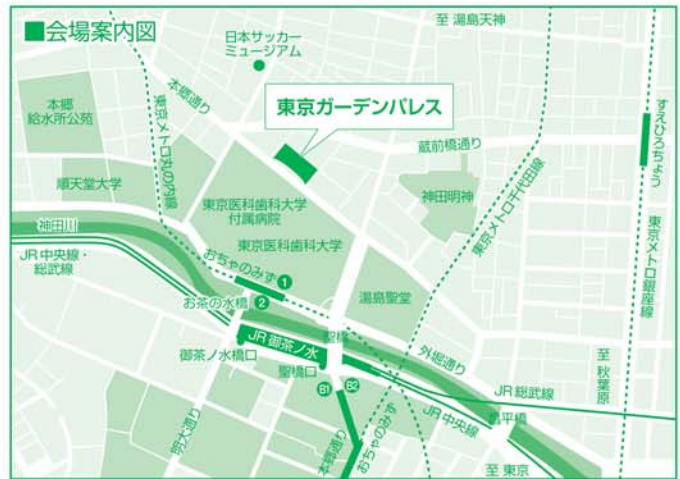 ■会場案内図
日本サッカー
ミュージアム
至 湯島天神
本郷通り
東京ガーデンパレス
本郷
給水所公苑
東京メトロ丸の内線
蔵前橋通り
すえひろちょう
順天堂大学
神田明神
東京メトロ千代田線
東京医科歯科大学
付属病院
神田川
東京医科歯科大学
東京メトロ銀座線
JR中央線・
総武線
おちゃのみず
1
湯島聖堂
お茶の水橋
2
JR御茶ノ水
聖橋
外堀通り
至 秋葉原
御茶ノ水橋口
聖橋口
B1
B2
JR総武線
JR中央線
昌平橋
明大通り
本郷通り
おちゃのみず
至 東京